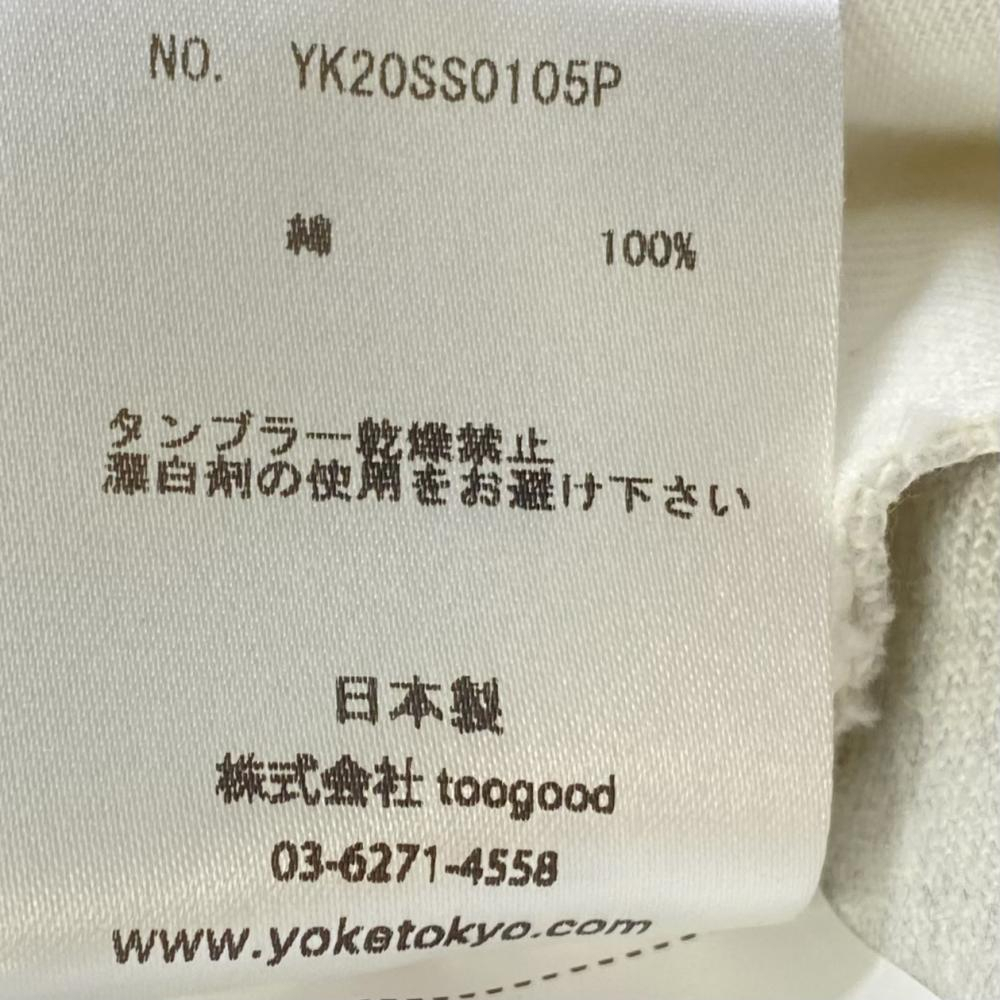 NO. YK20SS0105P
綿 100%
タンブラー乾燥禁止
漂白剤の使用をお避け下さい
日本製
株式会社 toogood
03-6271-4558
www.yoketokyo.com